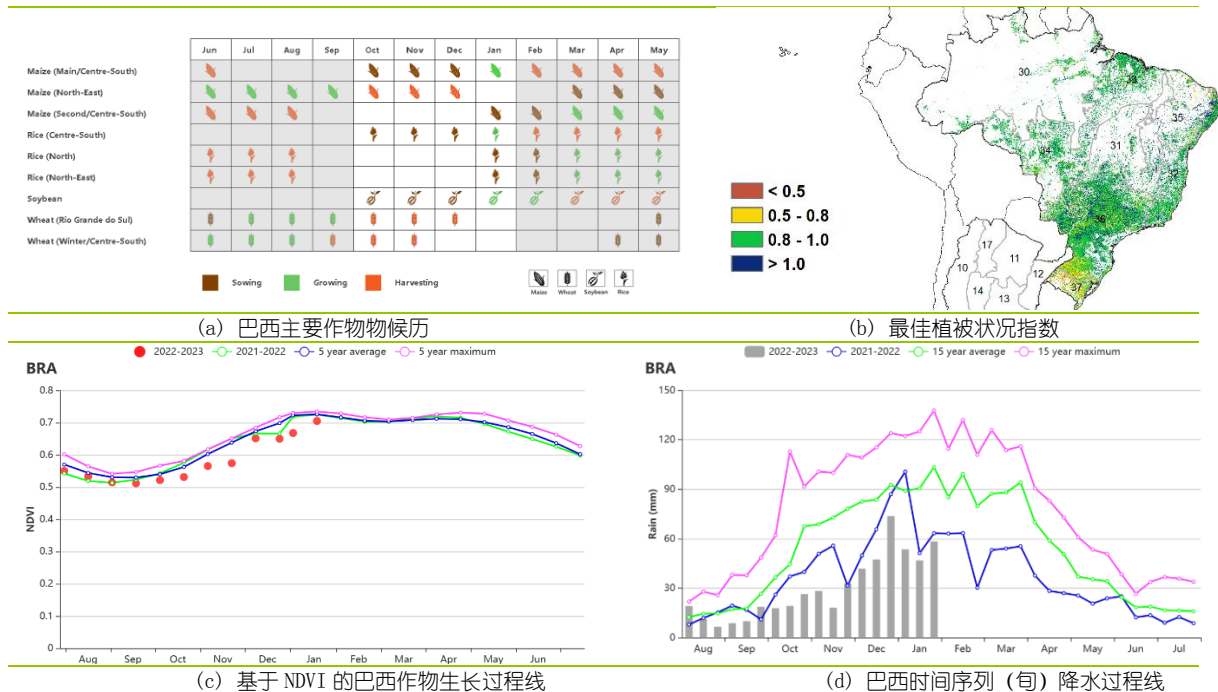 Jun Jul Aug Sep Oct Nov Dec Jan Feb Mar Apr May
Maize (Main/Centre-South)
Maize (North-East)
Maize (Second/Centre-South)
Rice (Centre-South)
Rice (North)
Rice (North-East)
Soybean
Wheat (Rio Grande do Sul)
Wheat (Winter/Centre-South)
Sowing Growing Harvesting
Maize Wheat Soybean Rice
(a) 巴西主要作物物候历
30
35
31
34
36
37
17
11
10
12
14
13
< 0.5
0.5 - 0.8
0.8 - 1.0
> 1.0
(b) 最佳植被状况指数
2022-2023 2021-2022 5 year average 5 year maximum
BRA
NDVI
0.8
0.7
0.6
0.5
0.4
0.3
0.2
0.1
0
Aug Sep Oct Nov Dec Jan Feb Mar Apr May Jun
(c) 基于 NDVI 的巴西作物生长过程线
2022-2023 2021-2022 15 year average 15 year maximum
BRA
Rain (mm)
150
120
90
60
30
0
Aug Sep Oct Nov Dec Jan Feb Mar Apr May Jun Jul
(d) 巴西时间序列 (旬) 降水过程线